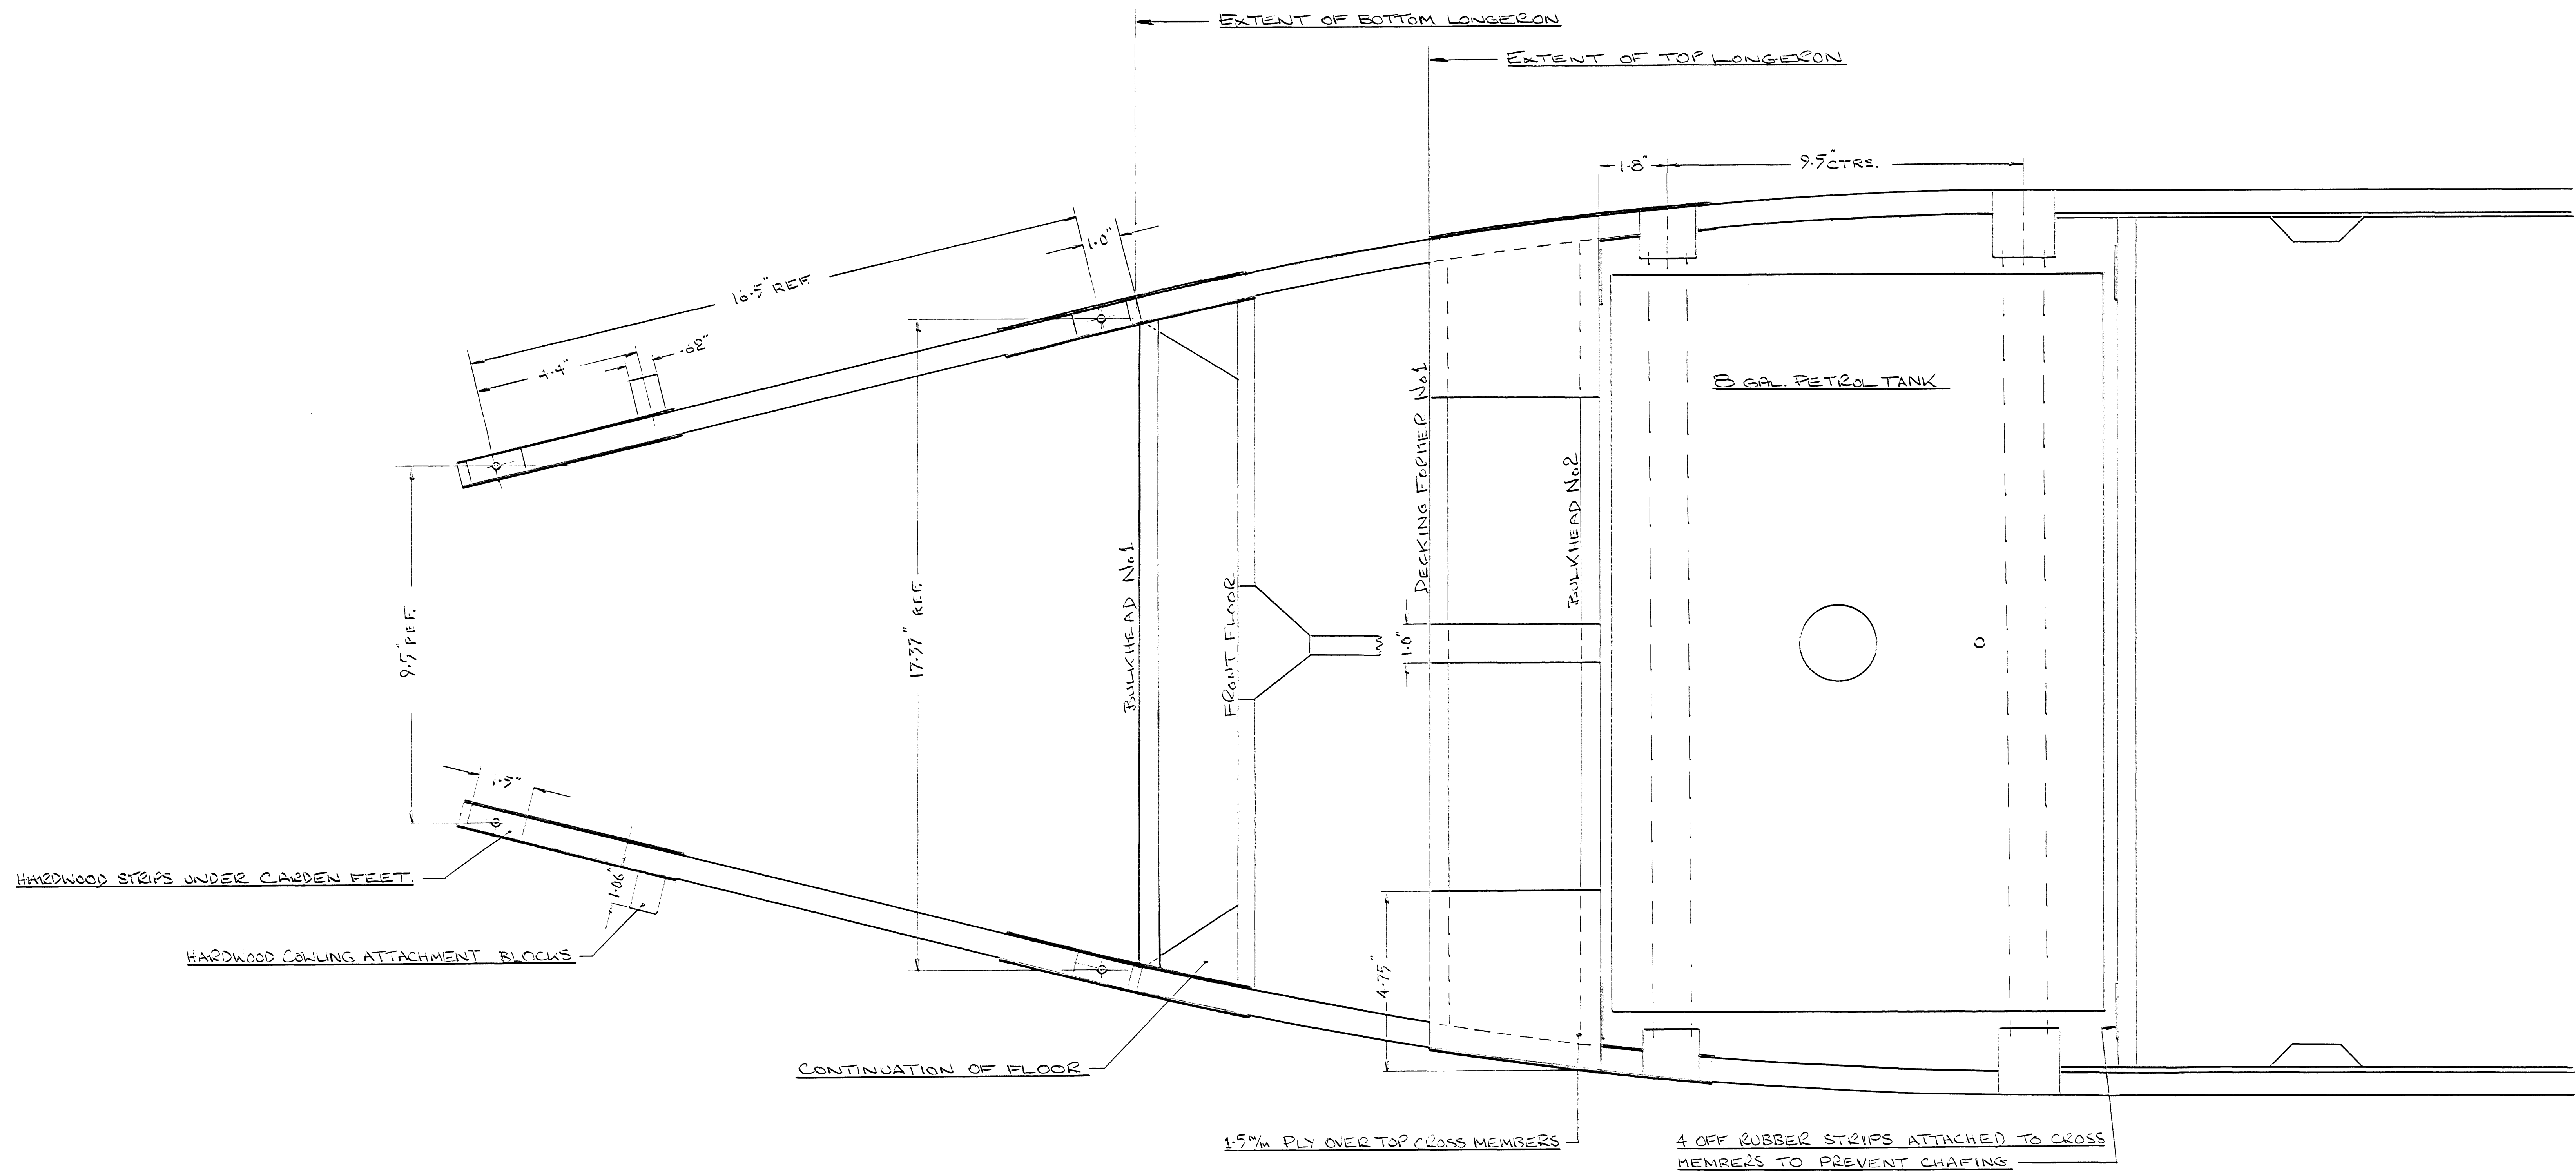 EXTENT OF BOTTOM LONGERON
EXTENT OF TOP LONGERON
1.8"
9.5" CTRS.
16.5" REF.
1.0"
4.4"
.62"
8 GAL. PETROL TANK
DECKING FORMER No.1
BULKHEAD No.2
BULKHEAD No.1
FRONT FLOOR
9.5" REF.
17.37" REF.
1.0"
1.5"
HARDWOOD STRIPS UNDER CARDEN FEET.
1.06"
HARDWOOD COWLING ATTACHMENT BLOCKS
4.75"
CONTINUATION OF FLOOR
1.5 M/M PLY OVER TOP CROSS MEMBERS
4 OFF RUBBER STRIPS ATTACHED TO CROSS
MEMBERS TO PREVENT CHAFING